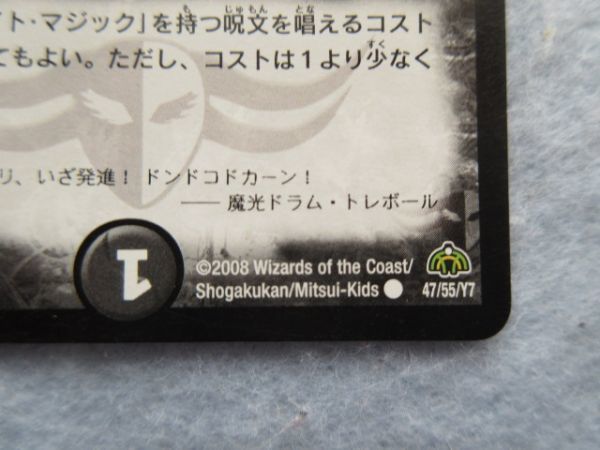 イト・マジック」を持つ呪文を唱えるコスト
てもよい。ただし、コストは1より少なく
リ、いざ発進! ドンドコドカーン!
—— 魔光ドラム・トレボール
1
©2008 Wizards of the Coast/
Shogakukan/Mitsui-Kids ●
47/55/Y7